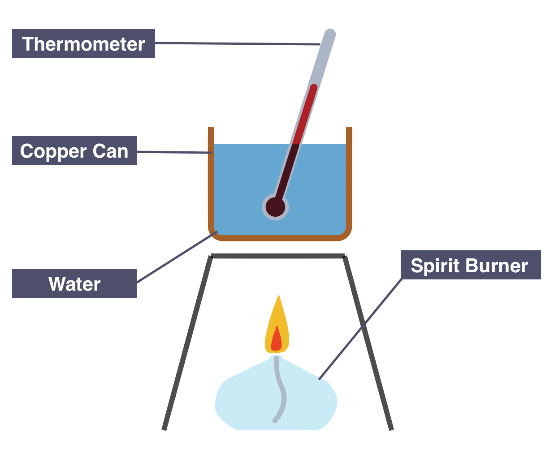 Thermometer
Copper Can
Water
Spirit Burner